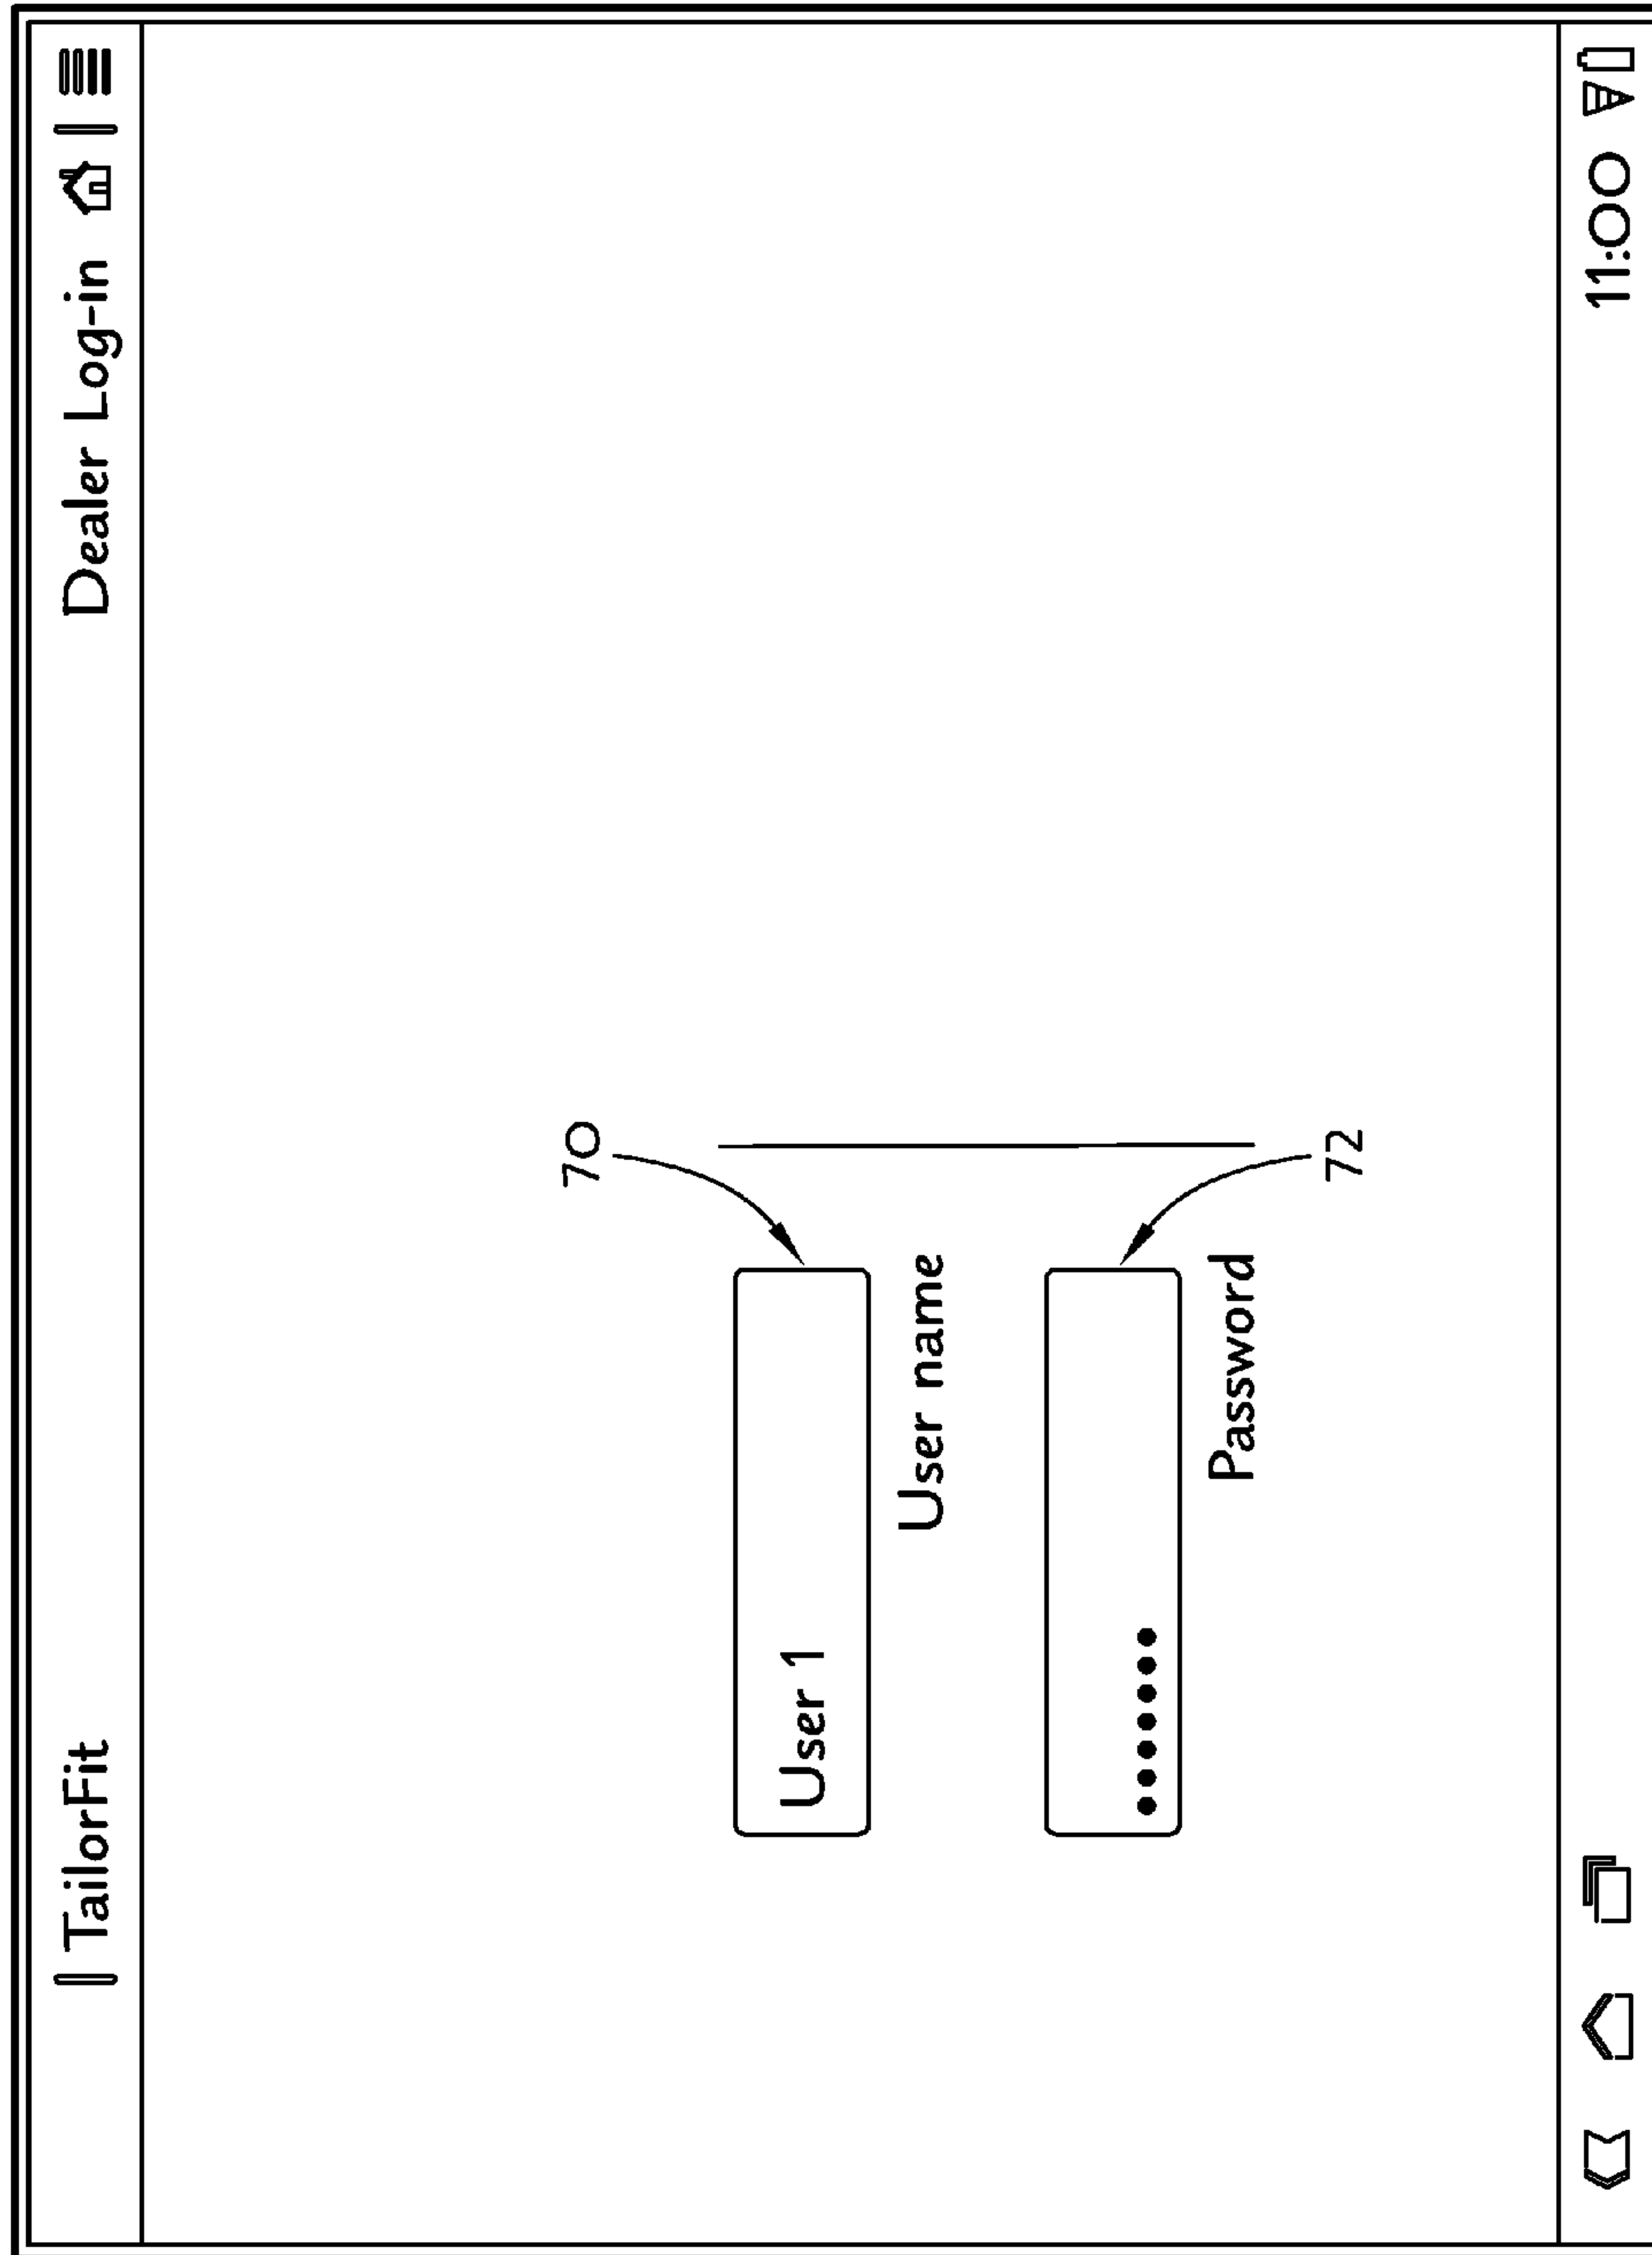 TailorFit
Dealer Log-in
70
User 1
User name
•••••••
Password
72
11:00